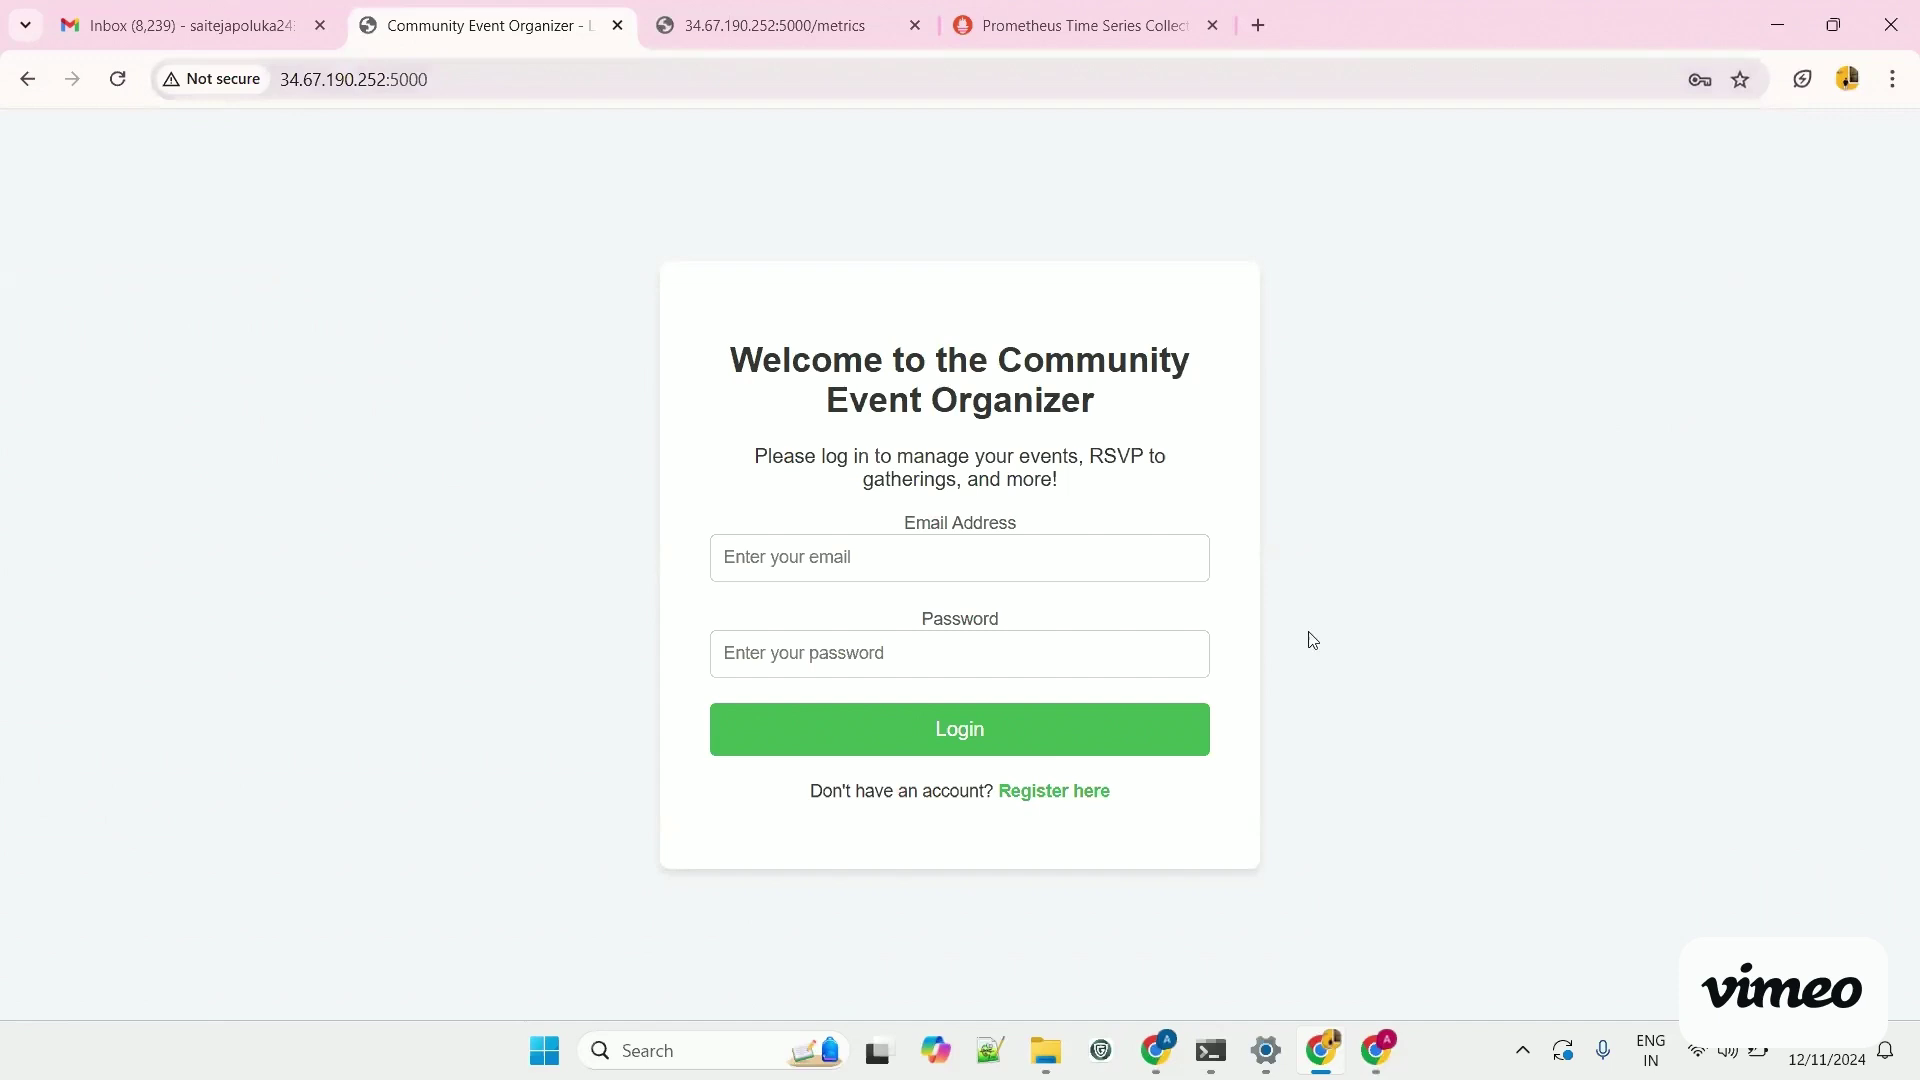 Inbox (8,239) - saitejapoluka24
Community Event Organizer - L
34.67.190.252:5000/metrics
Prometheus Time Series Collect
Not secure
34.67.190.252:5000
Welcome to the Community
Event Organizer
Please log in to manage your events, RSVP to
gatherings, and more!
Email Address
Enter your email
Password
Enter your password
Login
Don't have an account? Register here
vimeo
Search
A
A
ENG
IN
12/11/2024